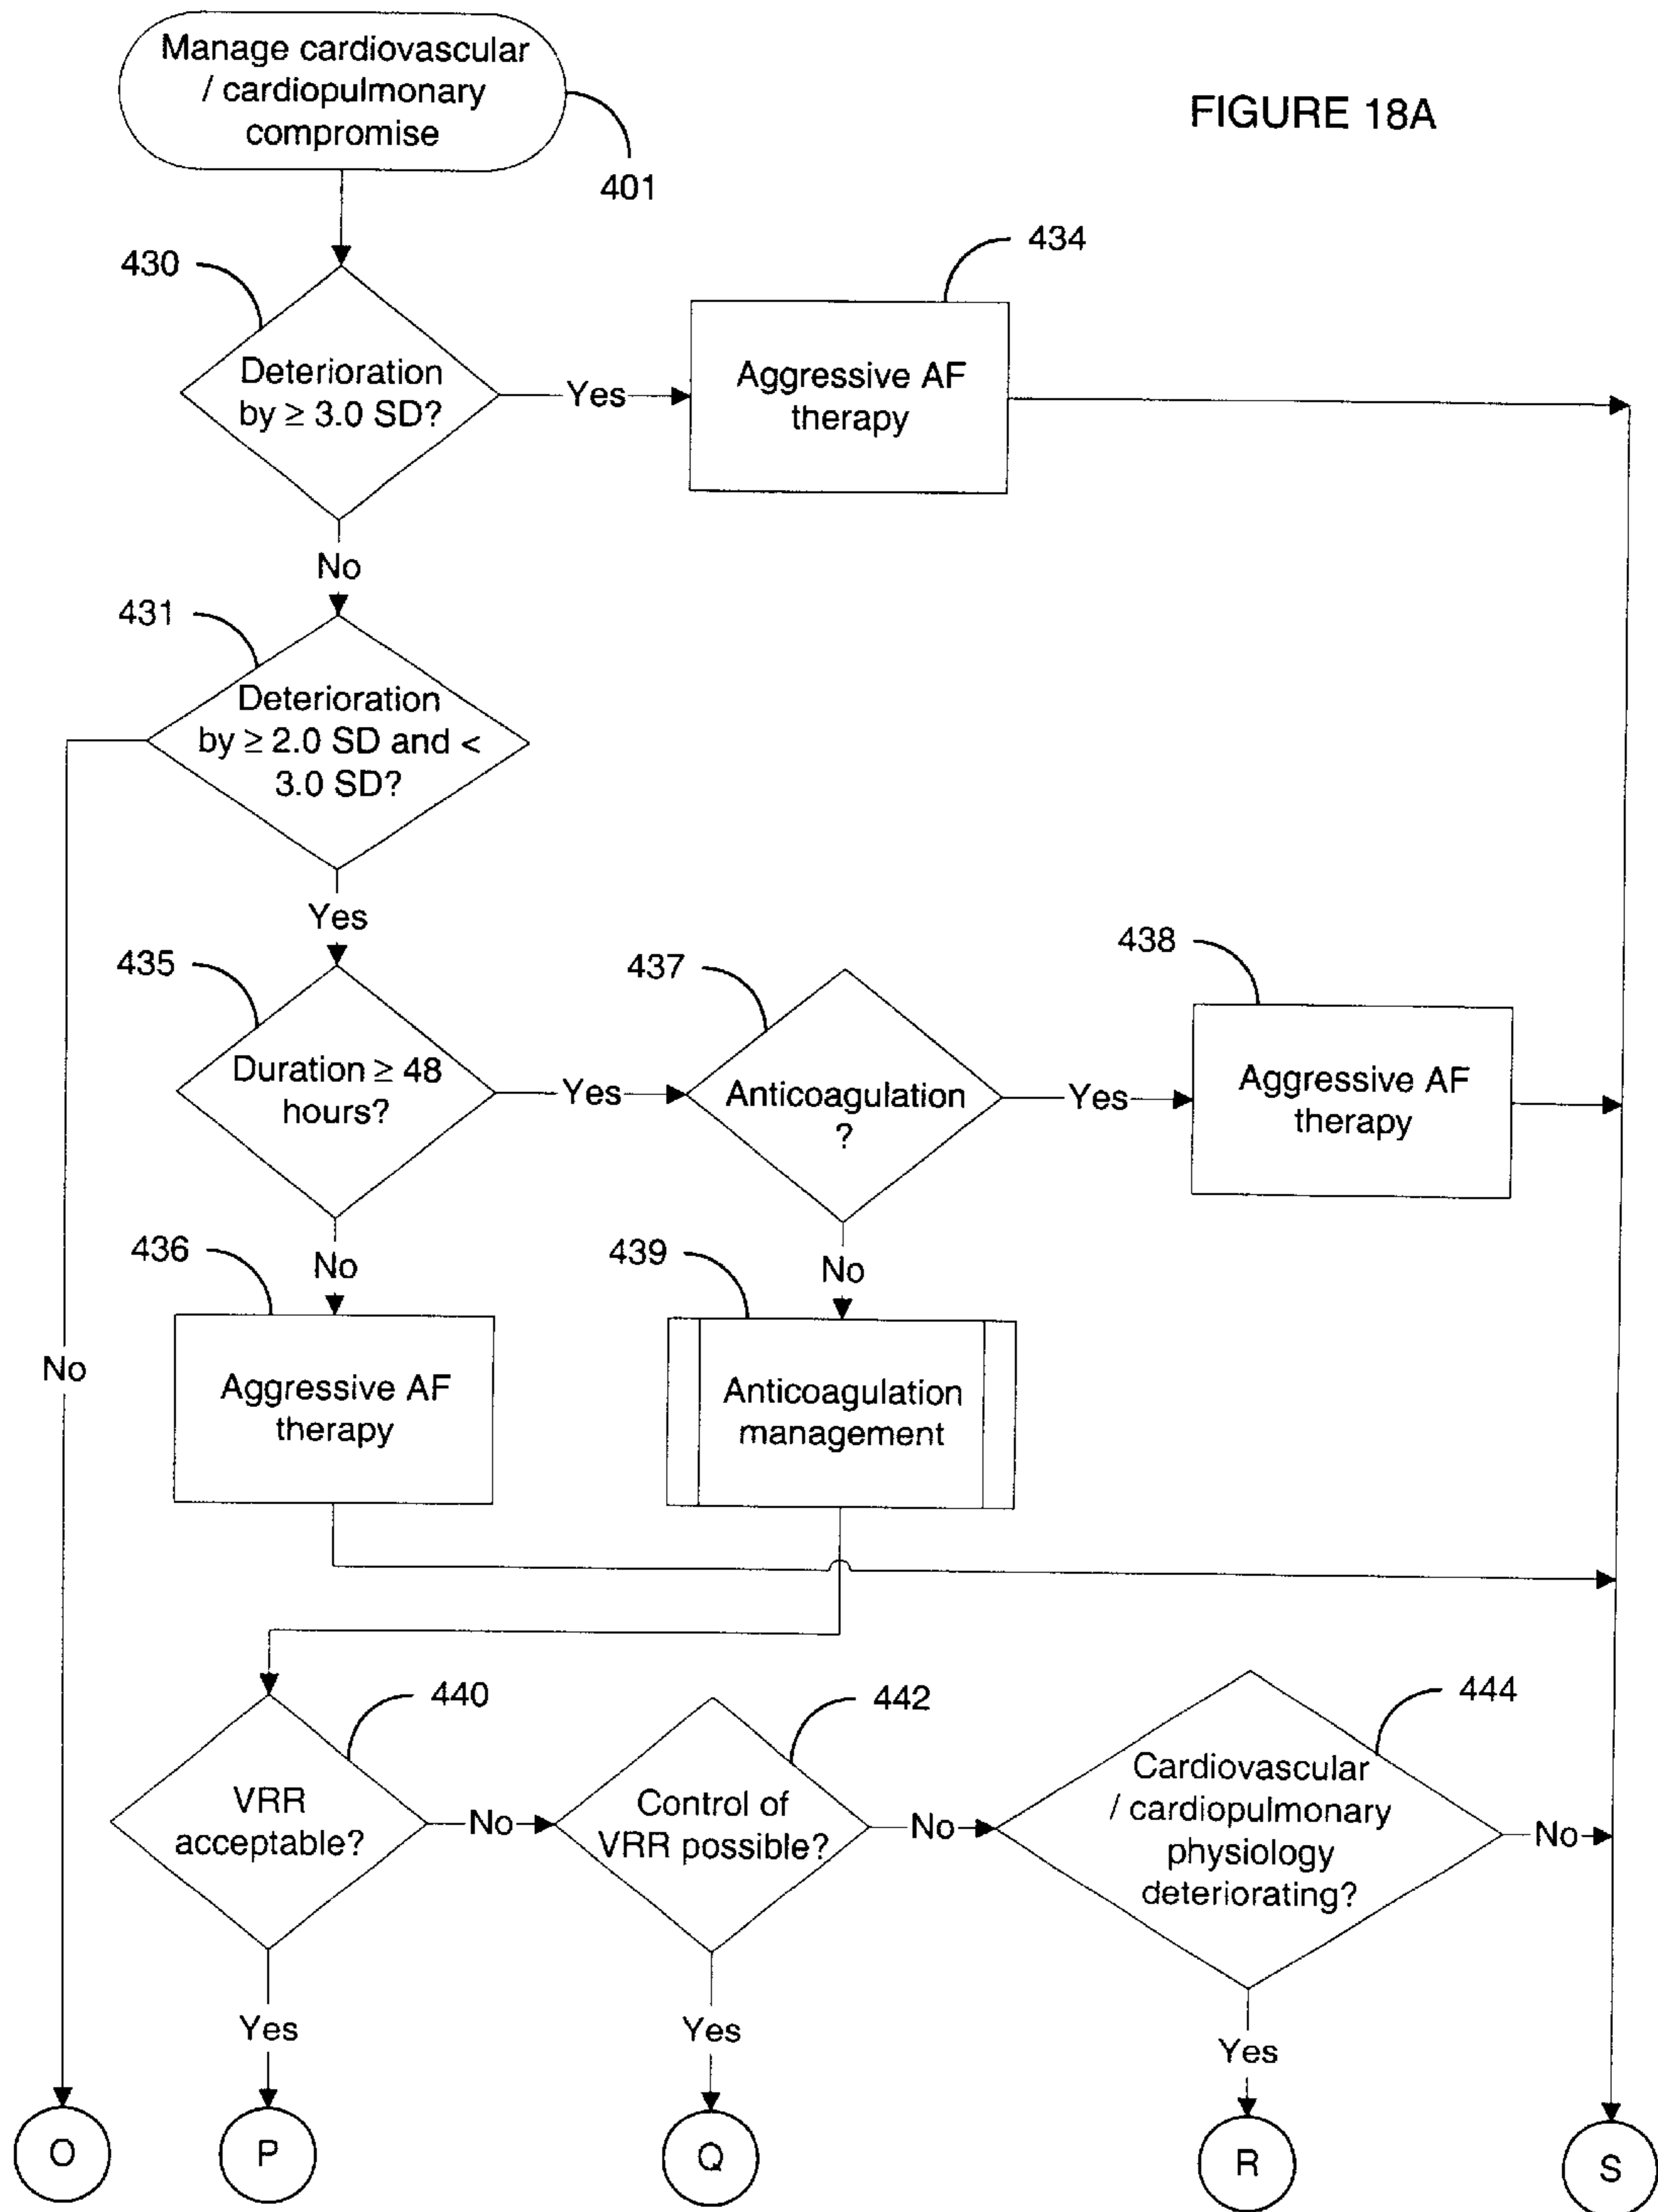 Manage cardiovascular
/ cardiopulmonary
compromise
FIGURE 18A
401
430
434
Deterioration
by ≥ 3.0 SD?
Yes
Aggressive AF
therapy
No
431
Deterioration
by ≥ 2.0 SD and <
3.0 SD?
Yes
435
437
438
Duration ≥ 48
hours?
Yes
Anticoagulation
?
Yes
Aggressive AF
therapy
436
No
439
No
No
Aggressive AF
therapy
Anticoagulation
management
440
442
444
VRR
acceptable?
No
Control of
VRR possible?
No
Cardiovascular
/ cardiopulmonary
physiology
deteriorating?
No
Yes
Yes
Yes
O
P
Q
R
S